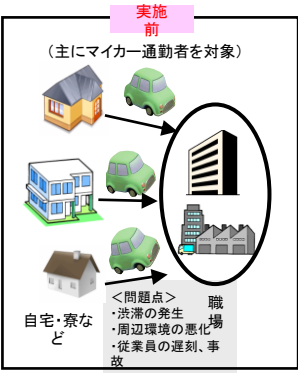 実施
前
（主にマイカー通勤者を対象）
自宅・寮な
ど
職
場
＜問題点＞
・渋滞の発生
・周辺環境の悪化
・従業員の遅刻、事
故